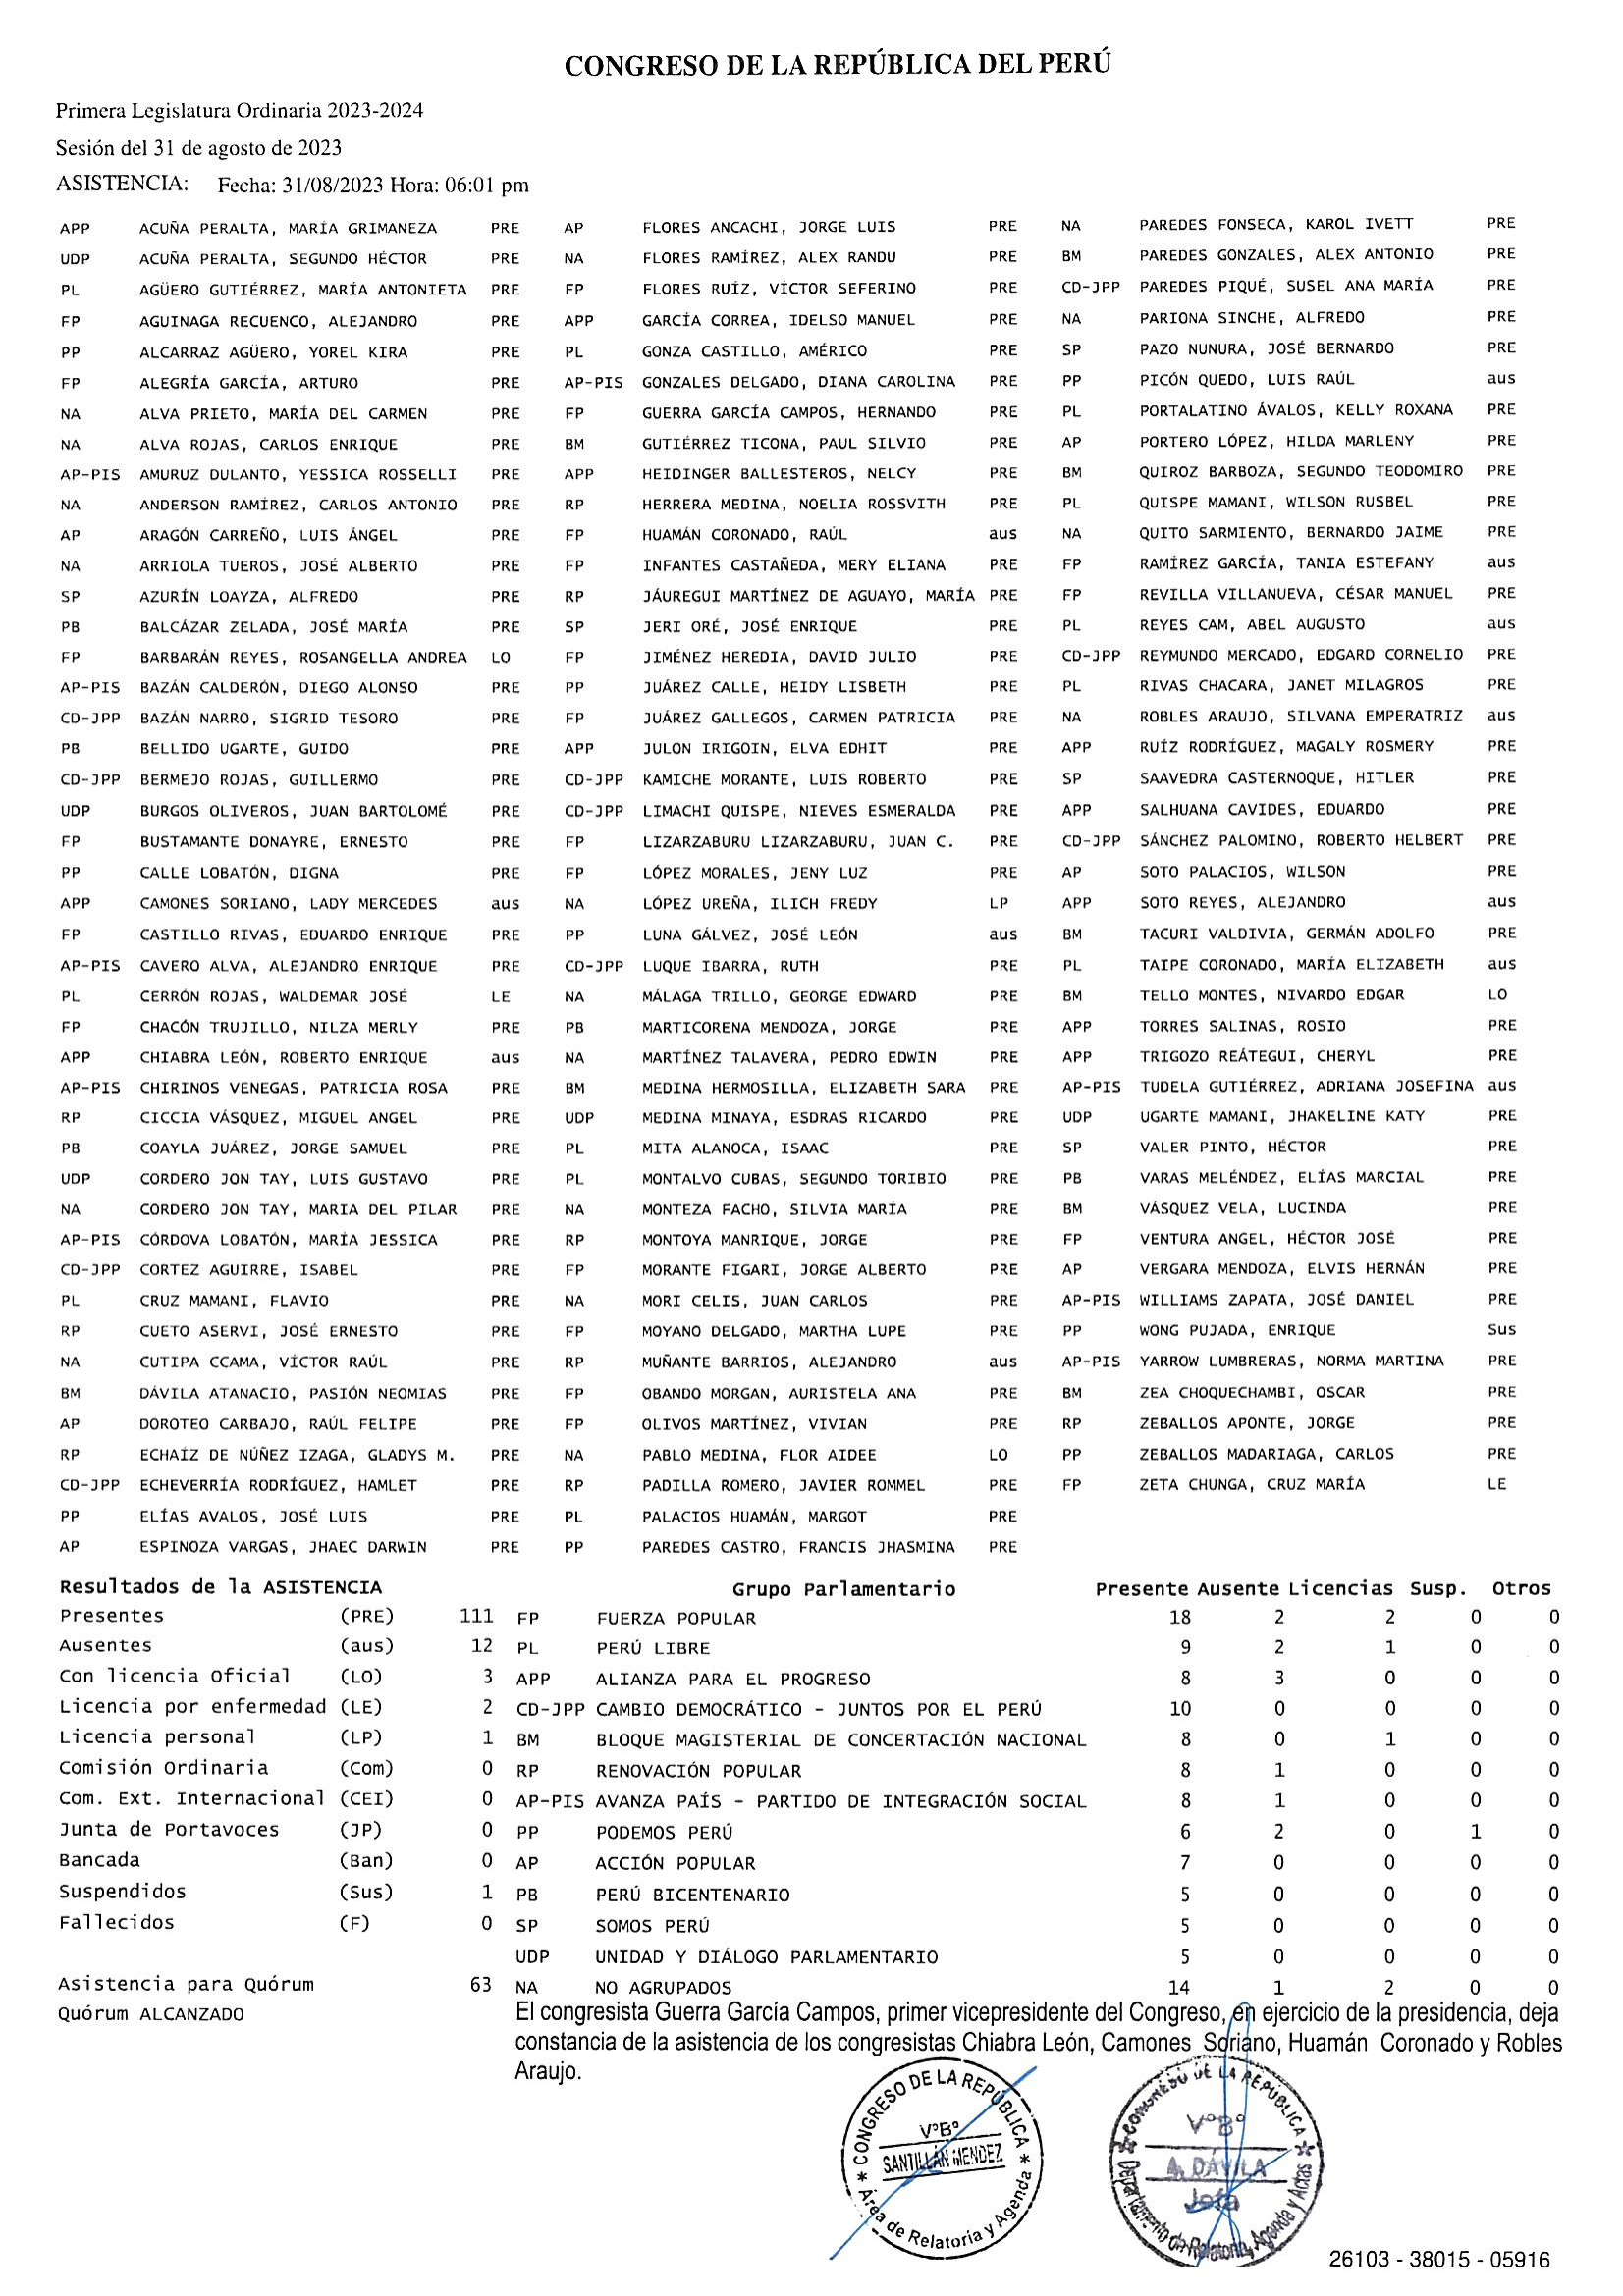 CONGRESO DE LA REPÚBLICA DEL PERÚ
Primera Legislatura Ordinaria 2023-2024
Sesión del 31 de agosto de 2023
ASISTENCIA: Fecha: 31/08/2023 Hora: 06:01 pm
APP ACUÑA PERALTA, MARÍA GRIMANEZA PRE AP FLORES ANCACHI, JORGE LUIS PRE NA PAREDES FONSECA, KAROL IVETT PRE
UDP ACUÑA PERALTA, SEGUNDO HÉCTOR PRE NA FLORES RAMÍREZ, ALEX RANDU PRE BM PAREDES GONZALES, ALEX ANTONIO PRE
PL AGÜERO GUTIÉRREZ, MARÍA ANTONIETA PRE FP FLORES RUÍZ, VÍCTOR SEFERINO PRE CD-JPP PAREDES PIQUÉ, SUSEL ANA MARÍA PRE
FP AGUINAGA RECUENCO, ALEJANDRO PRE APP GARCÍA CORREA, IDELSO MANUEL PRE NA PARIONA SINCHE, ALFREDO PRE
PP ALCARRAZ AGÜERO, YOREL KIRA PRE PL GONZA CASTILLO, AMÉRICO PRE SP PAZO NUNURA, JOSÉ BERNARDO PRE
FP ALEGRÍA GARCÍA, ARTURO PRE AP-PIS GONZALES DELGADO, DIANA CAROLINA PRE PP PICÓN QUEDO, LUIS RAÚL aus
NA ALVA PRIETO, MARÍA DEL CARMEN PRE FP GUERRA GARCÍA CAMPOS, HERNANDO PRE PL PORTALATINO ÁVALOS, KELLY ROXANA PRE
NA ALVA ROJAS, CARLOS ENRIQUE PRE BM GUTIÉRREZ TICONA, PAUL SILVIO PRE AP PORTERO LÓPEZ, HILDA MARLENY PRE
AP-PIS AMURUZ DULANTO, YESSICA ROSSELLI PRE APP HEIDINGER BALLESTEROS, NELCY PRE BM QUIROZ BARBOZA, SEGUNDO TEODOMIRO PRE
NA ANDERSON RAMÍREZ, CARLOS ANTONIO PRE RP HERRERA MEDINA, NOELIA ROSSVITH PRE PL QUISPE MAMANI, WILSON RUSBEL PRE
AP ARAGÓN CARREÑO, LUIS ÁNGEL PRE FP HUAMÁN CORONADO, RAÚL aus NA QUITO SARMIENTO, BERNARDO JAIME PRE
NA ARRIOLA TUEROS, JOSÉ ALBERTO PRE FP INFANTES CASTAÑEDA, MERY ELIANA PRE FP RAMÍREZ GARCÍA, TANIA ESTEFANY aus
SP AZURÍN LOAYZA, ALFREDO PRE RP JÁUREGUI MARTÍNEZ DE AGUAYO, MARÍA PRE FP REVILLA VILLANUEVA, CÉSAR MANUEL PRE
PB BALCÁZAR ZELADA, JOSÉ MARÍA PRE SP JERI ORÉ, JOSÉ ENRIQUE PRE PL REYES CAM, ABEL AUGUSTO aus
FP BARBARÁN REYES, ROSANGELLA ANDREA LO FP JIMÉNEZ HEREDIA, DAVID JULIO PRE CD-JPP REYMUNDO MERCADO, EDGARD CORNELIO PRE
AP-PIS BAZÁN CALDERÓN, DIEGO ALONSO PRE PP JUÁREZ CALLE, HEIDY LISBETH PRE PL RIVAS CHACARA, JANET MILAGROS PRE
CD-JPP BAZÁN NARRO, SIGRID TESORO PRE FP JUÁREZ GALLEGOS, CARMEN PATRICIA PRE NA ROBLES ARAUJO, SILVANA EMPERATRIZ aus
PB BELLIDO UGARTE, GUIDO PRE APP JULON IRIGOIN, ELVA EDHIT PRE APP RUÍZ RODRÍGUEZ, MAGALY ROSMERY PRE
CD-JPP BERMEJO ROJAS, GUILLERMO PRE CD-JPP KAMICHE MORANTE, LUIS ROBERTO PRE SP SAAVEDRA CASTERNOQUE, HITLER PRE
UDP BURGOS OLIVEROS, JUAN BARTOLOMÉ PRE CD-JPP LIMACHI QUISPE, NIEVES ESMERALDA PRE APP SALHUANA CAVIDES, EDUARDO PRE
FP BUSTAMANTE DONAYRE, ERNESTO PRE FP LIZARZABURU LIZARZABURU, JUAN C. PRE CD-JPP SÁNCHEZ PALOMINO, ROBERTO HELBERT PRE
PP CALLE LOBATÓN, DIGNA PRE FP LÓPEZ MORALES, JENY LUZ PRE AP SOTO PALACIOS, WILSON PRE
APP CAMONES SORIANO, LADY MERCEDES aus NA LÓPEZ UREÑA, ILICH FREDY LP APP SOTO REYES, ALEJANDRO aus
FP CASTILLO RIVAS, EDUARDO ENRIQUE PRE PP LUNA GÁLVEZ, JOSÉ LEÓN aus BM TACURI VALDIVIA, GERMÁN ADOLFO PRE
AP-PIS CAVERO ALVA, ALEJANDRO ENRIQUE PRE CD-JPP LUQUE IBARRA, RUTH PRE PL TAIPE CORONADO, MARÍA ELIZABETH aus
PL CERRÓN ROJAS, WALDEMAR JOSÉ LE NA MÁLAGA TRILLO, GEORGE EDWARD PRE BM TELLO MONTES, NIVARDO EDGAR LO
FP CHACÓN TRUJILLO, NILZA MERLY PRE PB MARTICORENA MENDOZA, JORGE PRE APP TORRES SALINAS, ROSIO PRE
APP CHIABRA LEÓN, ROBERTO ENRIQUE aus NA MARTÍNEZ TALAVERA, PEDRO EDWIN PRE APP TRIGOZO REÁTEGUI, CHERYL PRE
AP-PIS CHIRINOS VENEGAS, PATRICIA ROSA PRE BM MEDINA HERMOSILLA, ELIZABETH SARA PRE AP-PIS TUDELA GUTIÉRREZ, ADRIANA JOSEFINA aus
RP CICCIA VÁSQUEZ, MIGUEL ANGEL PRE UDP MEDINA MINAYA, ESDRAS RICARDO PRE UDP UGARTE MAMANI, JHAKELINE KATY PRE
PB COAYLA JUÁREZ, JORGE SAMUEL PRE PL MITA ALANOCA, ISAAC PRE SP VALER PINTO, HÉCTOR PRE
UDP CORDERO JON TAY, LUIS GUSTAVO PRE PL MONTALVO CUBAS, SEGUNDO TORIBIO PRE PB VARAS MELÉNDEZ, ELÍAS MARCIAL PRE
NA CORDERO JON TAY, MARIA DEL PILAR PRE NA MONTEZA FACHO, SILVIA MARÍA PRE BM VÁSQUEZ VELA, LUCINDA PRE
AP-PIS CÓRDOVA LOBATÓN, MARÍA JESSICA PRE RP MONTOYA MANRIQUE, JORGE PRE FP VENTURA ANGEL, HÉCTOR JOSÉ PRE
CD-JPP CORTEZ AGUIRRE, ISABEL PRE FP MORANTE FIGARI, JORGE ALBERTO PRE AP VERGARA MENDOZA, ELVIS HERNÁN PRE
PL CRUZ MAMANI, FLAVIO PRE NA MORI CELIS, JUAN CARLOS PRE AP-PIS WILLIAMS ZAPATA, JOSÉ DANIEL PRE
RP CUETO ASERVI, JOSÉ ERNESTO PRE FP MOYANO DELGADO, MARTHA LUPE PRE PP WONG PUJADA, ENRIQUE Sus
NA CUTIPA CCAMA, VÍCTOR RAÚL PRE RP MUÑANTE BARRIOS, ALEJANDRO aus AP-PIS YARROW LUMBRERAS, NORMA MARTINA PRE
BM DÁVILA ATANACIO, PASIÓN NEOMIAS PRE FP OBANDO MORGAN, AURISTELA ANA PRE BM ZEA CHOQUECHAMBI, OSCAR PRE
AP DOROTEO CARBAJO, RAÚL FELIPE PRE FP OLIVOS MARTÍNEZ, VIVIAN PRE RP ZEBALLOS APONTE, JORGE PRE
RP ECHAÍZ DE NÚÑEZ IZAGA, GLADYS M. PRE NA PABLO MEDINA, FLOR AIDEE LO PP ZEBALLOS MADARIAGA, CARLOS PRE
CD-JPP ECHEVERRÍA RODRÍGUEZ, HAMLET PRE RP PADILLA ROMERO, JAVIER ROMMEL PRE FP ZETA CHUNGA, CRUZ MARÍA LE
PP ELÍAS AVALOS, JOSÉ LUIS PRE PL PALACIOS HUAMÁN, MARGOT PRE
AP ESPINOZA VARGAS, JHAEC DARWIN PRE PP PAREDES CASTRO, FRANCIS JHASMINA PRE
Resultados de la ASISTENCIA Grupo Parlamentario Presente Ausente Licencias Susp. Otros
Presentes (PRE) 111 FP FUERZA POPULAR 18 2 2 0 0
Ausentes (aus) 12 PL PERÚ LIBRE 9 2 1 0 0
Con licencia Oficial (LO) 3 APP ALIANZA PARA EL PROGRESO 8 3 0 0 0
Licencia por enfermedad (LE) 2 CD-JPP CAMBIO DEMOCRÁTICO - JUNTOS POR EL PERÚ 10 0 0 0 0
Licencia personal (LP) 1 BM BLOQUE MAGISTERIAL DE CONCERTACIÓN NACIONAL 8 0 1 0 0
Comisión Ordinaria (Com) 0 RP RENOVACIÓN POPULAR 8 1 0 0 0
Com. Ext. Internacional (CEI) 0 AP-PIS AVANZA PAÍS - PARTIDO DE INTEGRACIÓN SOCIAL 8 1 0 0 0
Junta de Portavoces (JP) 0 PP PODEMOS PERÚ 6 2 0 1 0
Bancada (Ban) 0 AP ACCIÓN POPULAR 7 0 0 0 0
Suspendidos (Sus) 1 PB PERÚ BICENTENARIO 5 0 0 0 0
Fallecidos (F) 0 SP SOMOS PERÚ 5 0 0 0 0
UDP UNIDAD Y DIÁLOGO PARLAMENTARIO 5 0 0 0 0
Asistencia para Quórum 63 NA NO AGRUPADOS 14 1 2 0 0
Quórum ALCANZADO
El congresista Guerra García Campos, primer vicepresidente del Congreso, en ejercicio de la presidencia, deja
constancia de la asistencia de los congresistas Chiabra León, Camones Soriano, Huamán Coronado y Robles
Araujo.
CONGRESO DE LA REPÚBLICA
V°B°
SANTILLÁN MENDEZ
Área de Relatoría y Agenda
CONGRESO DE LA REPÚBLICA
V°B°
A. DÁVILA
Jefa
Departamento de Relatoría, Agenda y Actas
26103 - 38015 - 05916